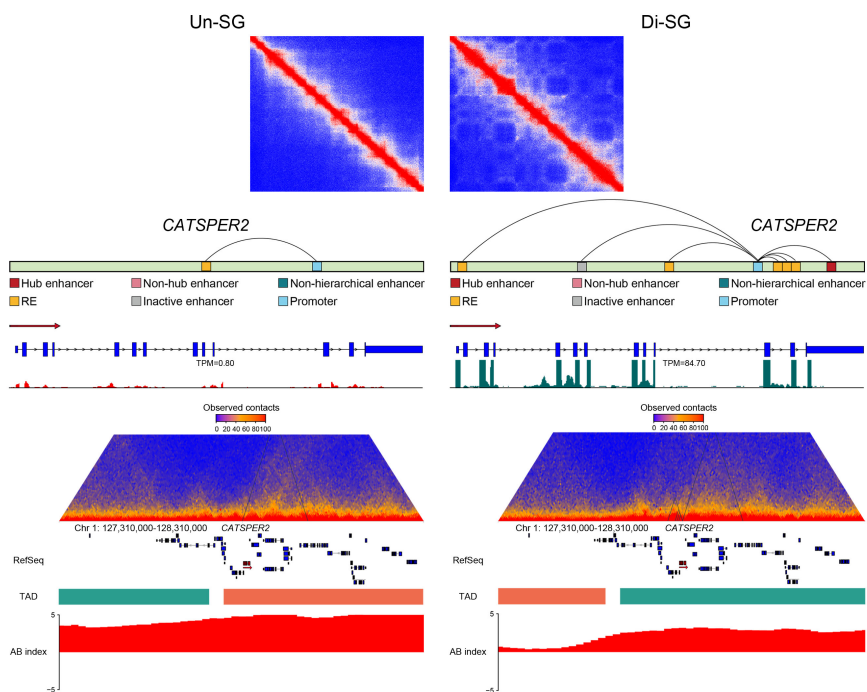 Un-SG
Di-SG
CATSPER2
Hub enhancer
Non-hub enhancer
Non-hierarchical enhancer
RE
Inactive enhancer
Promoter
TPM=0.80
Observed contacts
0 20 40 60 80100
Chr 1: 127,310,000-128,310,000
CATSPER2
RefSeq
TAD
5
AB index
−5
CATSPER2
Hub enhancer
Non-hub enhancer
Non-hierarchical enhancer
RE
Inactive enhancer
Promoter
TPM=84.70
Observed contacts
0 20 40 60 80100
Chr 1: 127,310,000-128,310,000
CATSPER2
RefSeq
TAD
5
AB index
−5